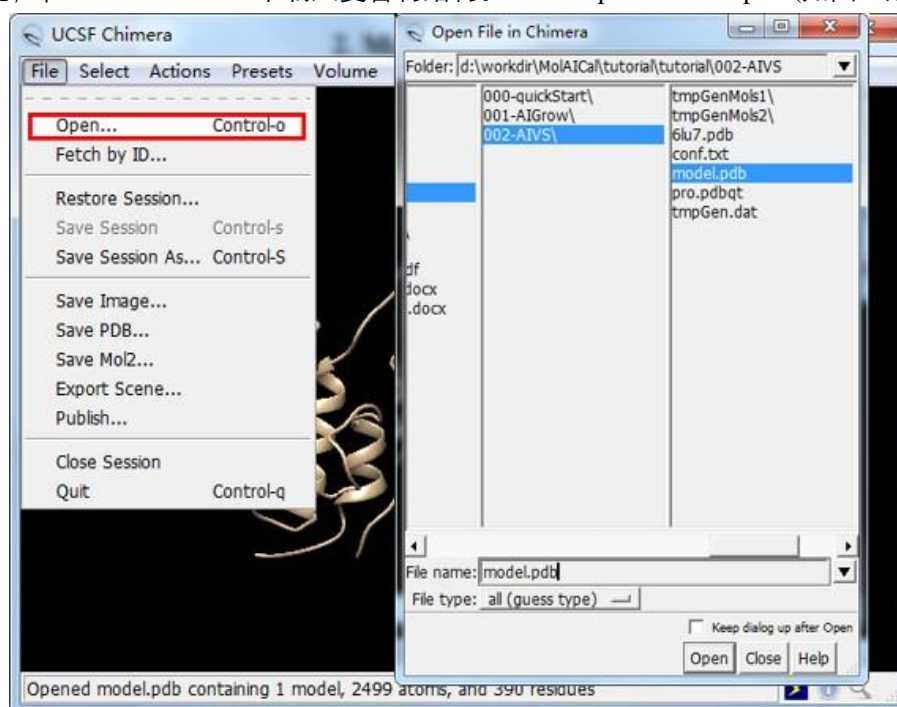 UCSF Chimera
File Select Actions Presets Volume
Open... Control-o
Fetch by ID...
Restore Session...
Save Session Control-s
Save Session As... Control-S
Save Image...
Save PDB...
Save Mol2...
Export Scene...
Publish...
Close Session
Quit Control-q
Opened model.pdb containing 1 model, 2499 atoms, and 390 residues
Open File in Chimera
Folder: d:\workdir\MolAICal\tutorial\tutorial\002-AIVS
\
df
docx
.docx
000-quickStart\
001-AIGrow\
002-AIVS\
tmpGenMols1\
tmpGenMols2\
6lu7.pdb
conf.txt
model.pdb
pro.pdbqt
tmpGen.dat
File name: model.pdb
File type: all (guess type)
Keep dialog up after Open
Open Close Help